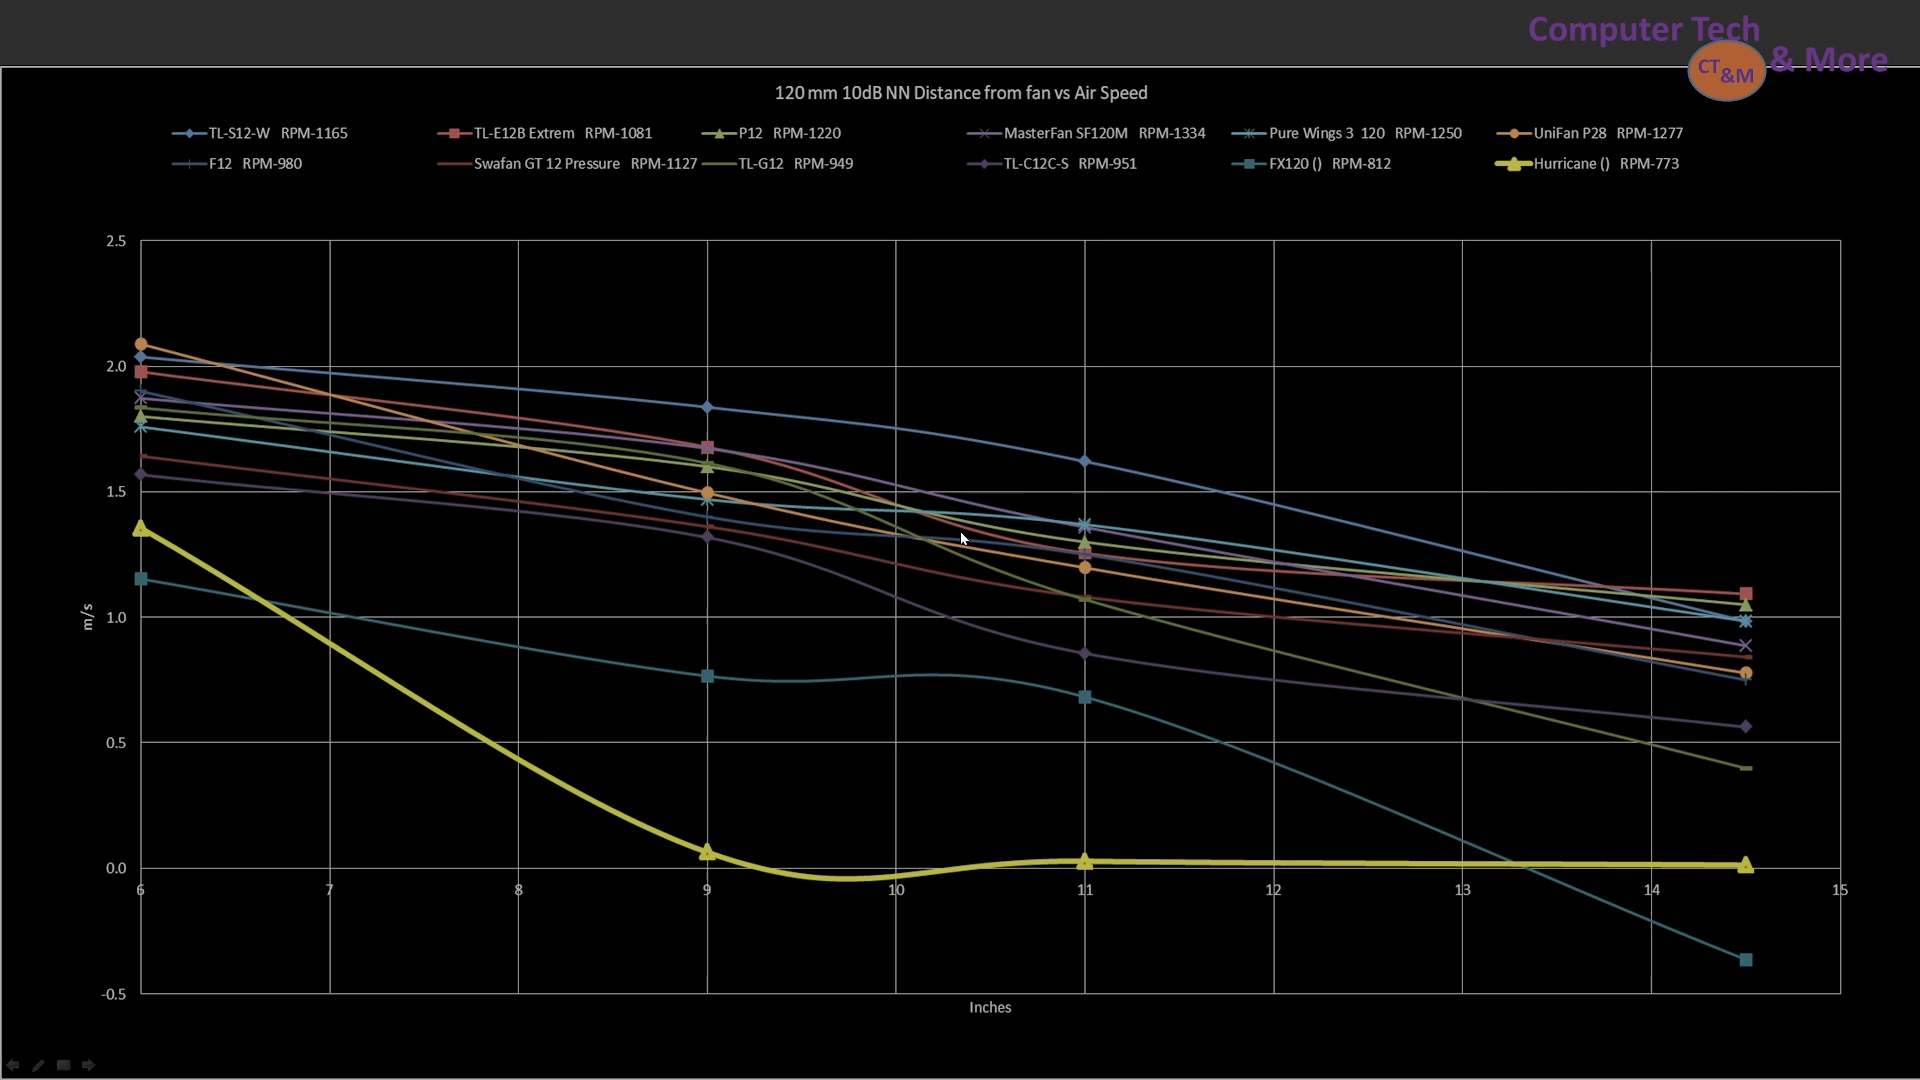 Computer Tech
& More
CT
&M
120 mm 10dB NN Distance from fan vs Air Speed
TL-S12-W RPM-1165 TL-E12B Extrem RPM-1081 P12 RPM-1220 MasterFan SF120M RPM-1334 Pure Wings 3 120 RPM-1250 UniFan P28 RPM-1277
F12 RPM-980 Swafan GT 12 Pressure RPM-1127 TL-G12 RPM-949 TL-C12C-S RPM-951 FX120 () RPM-812 Hurricane () RPM-773
2.5
2.0
1.5
1.0
m/s
0.5
0.0
6 7 8 9 10 11 12 13 14 15
-0.5
Inches